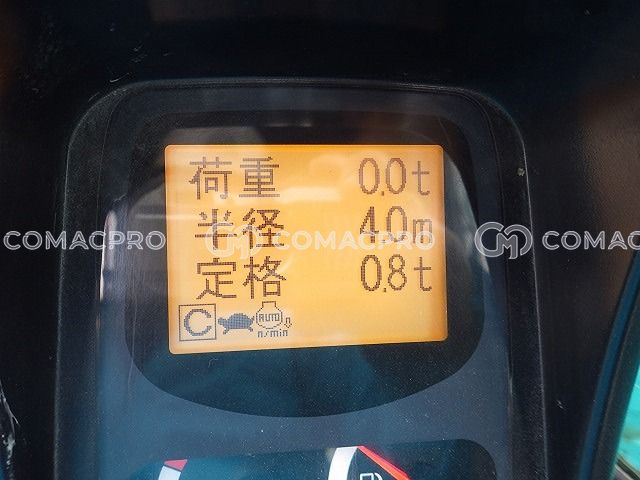 荷重 0.0t
半径 4.0m
定格 0.8t
C AUTO
n/min
COMACPRO COMACPRO COMACPRO